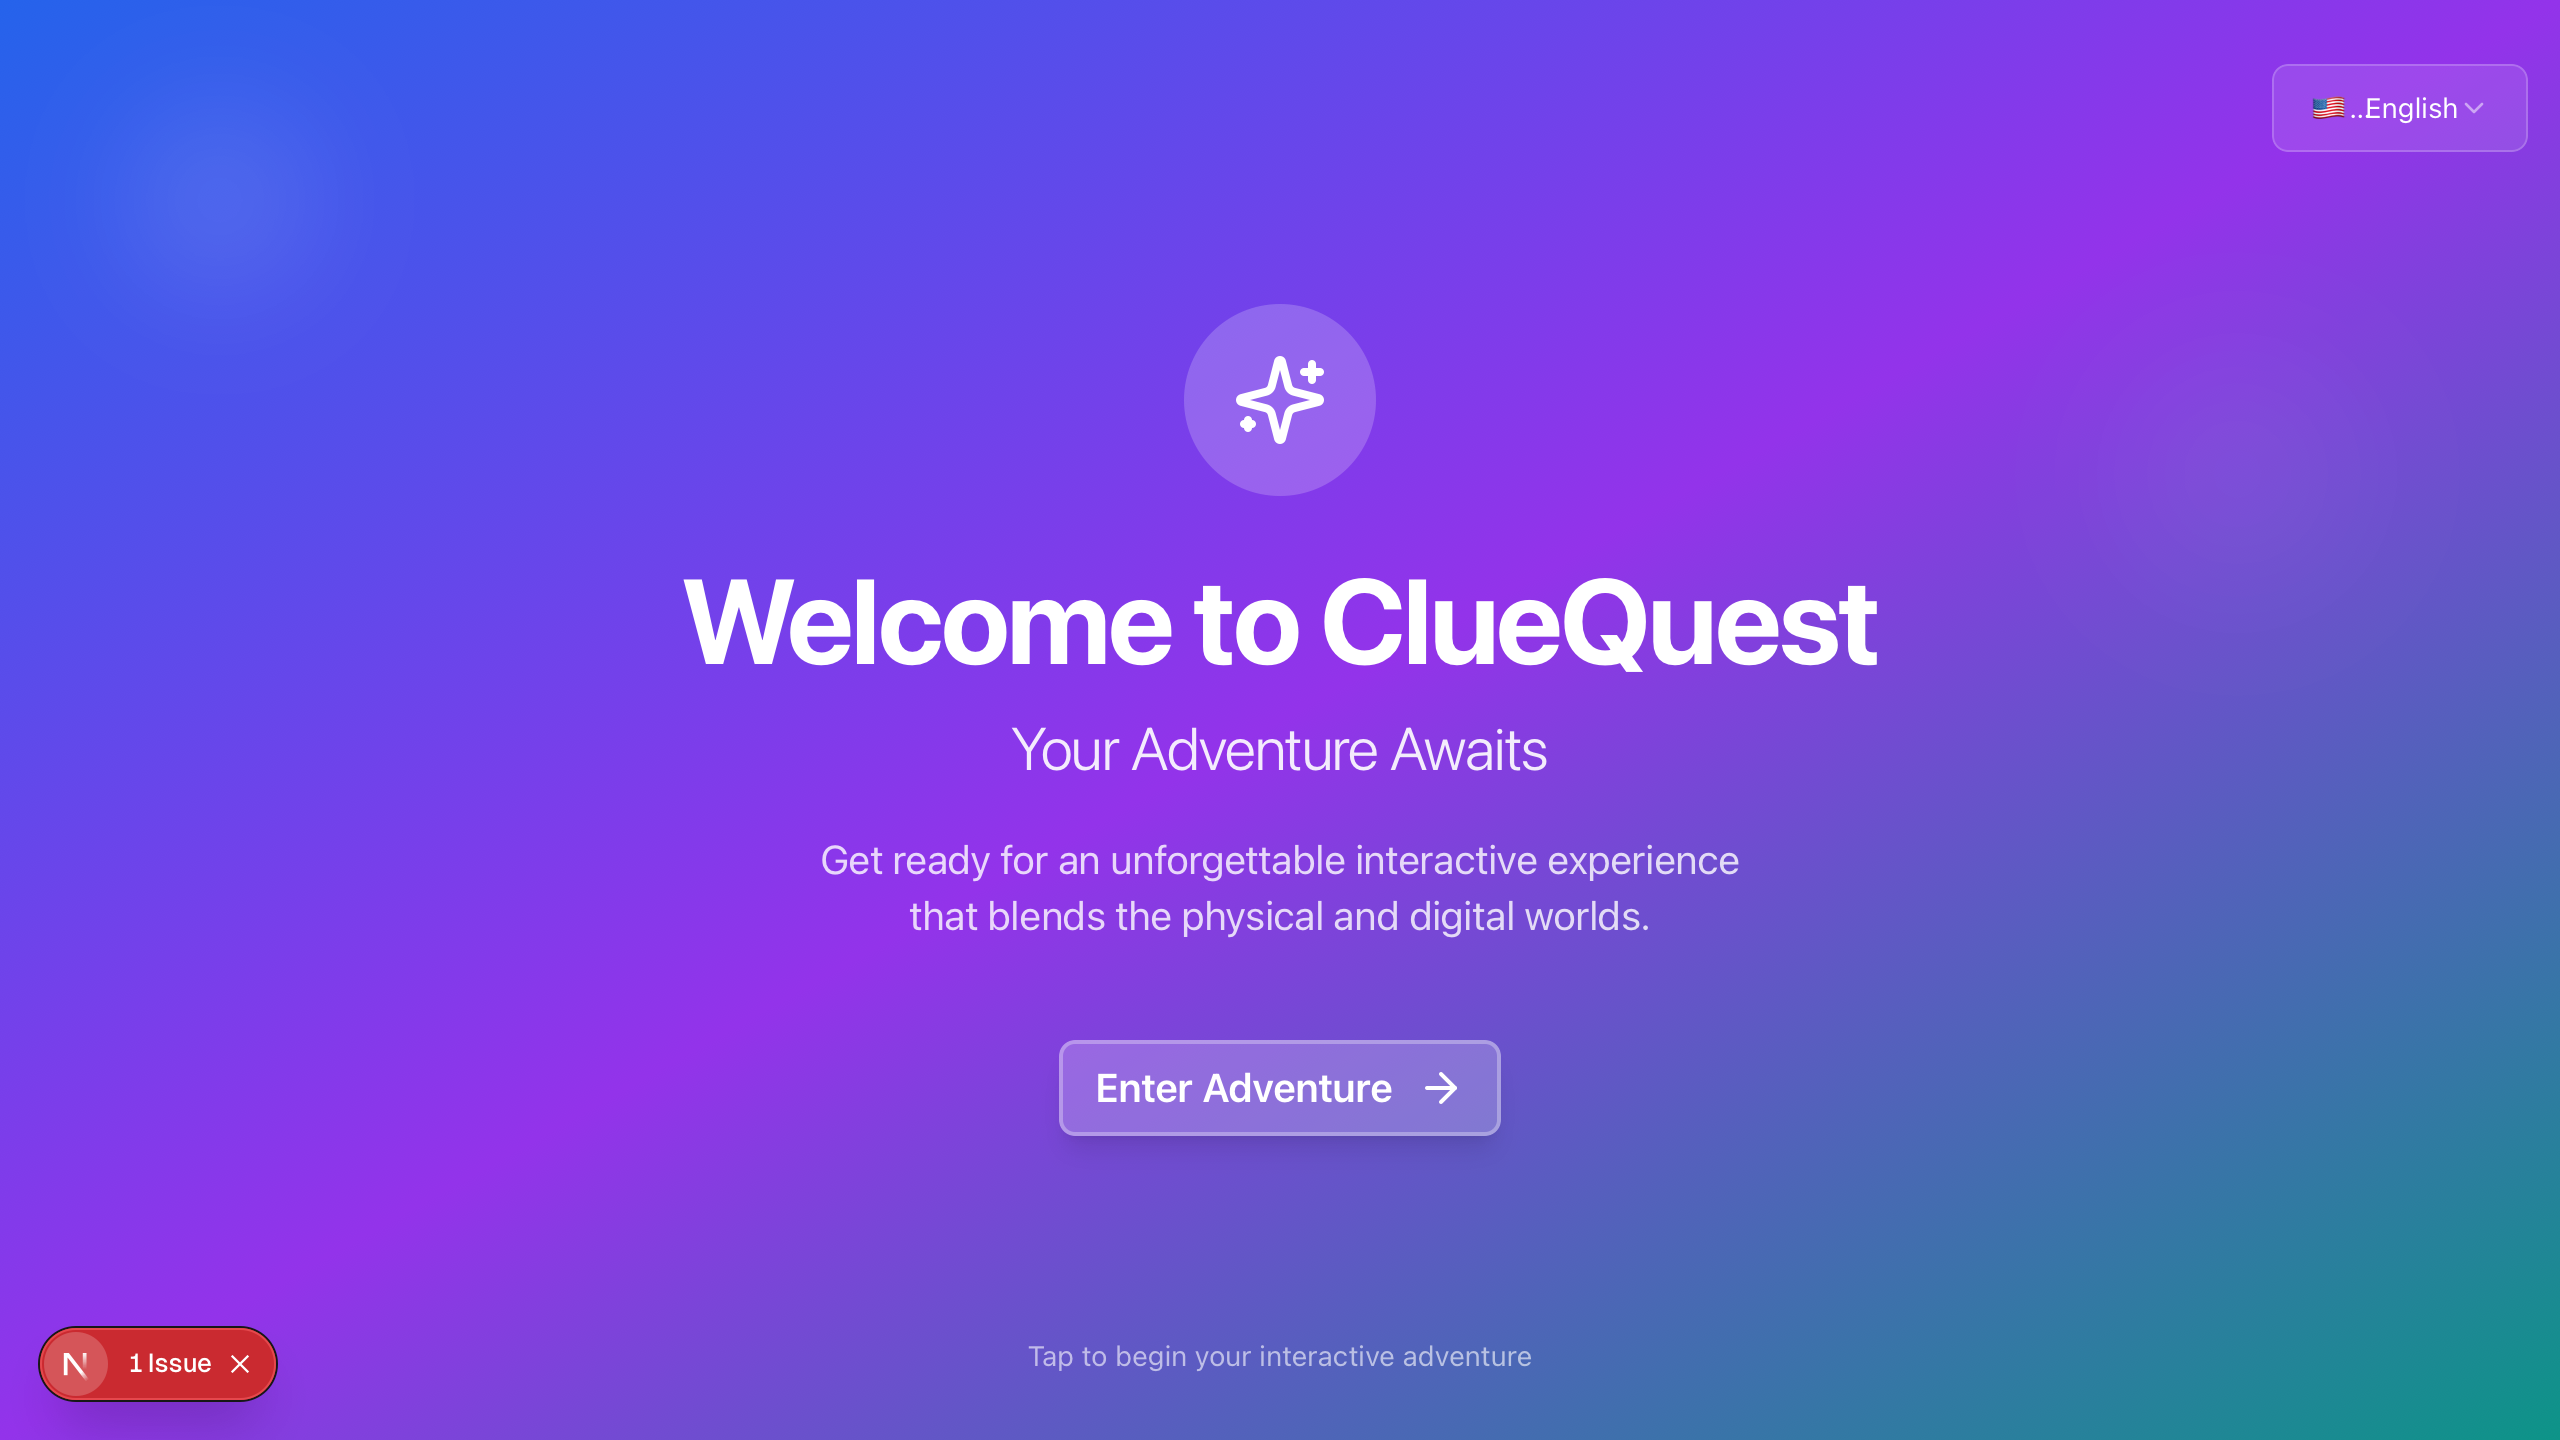 🇺🇸 ...English
Welcome to ClueQuest
Your Adventure Awaits
Get ready for an unforgettable interactive experience
that blends the physical and digital worlds.
Enter Adventure
Tap to begin your interactive adventure
N 1 Issue